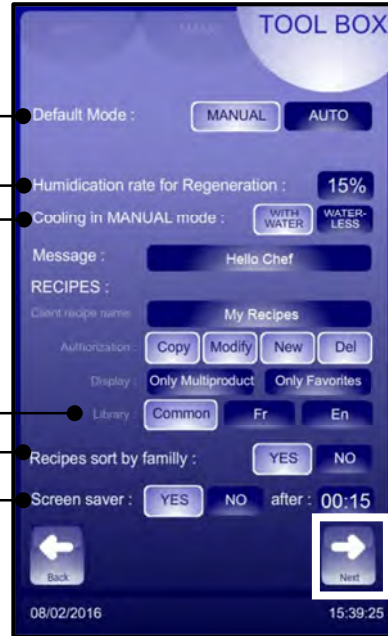 TOOL BOX
Default Mode : MANUAL AUTO
Humidication rate for Regeneration : 15%
Cooling in MANUAL mode : WITH WATER WATER-LESS
Message : Hello Chef
RECIPES :
Client recipe name My Recipes
Authorization : Copy Modify New Del
Display : Only Multiproduct Only Favorites
Library : Common Fr En
Recipes sort by familly : YES NO
Screen saver : YES NO after : 00:15
Back Next
08/02/2016 15:39:25